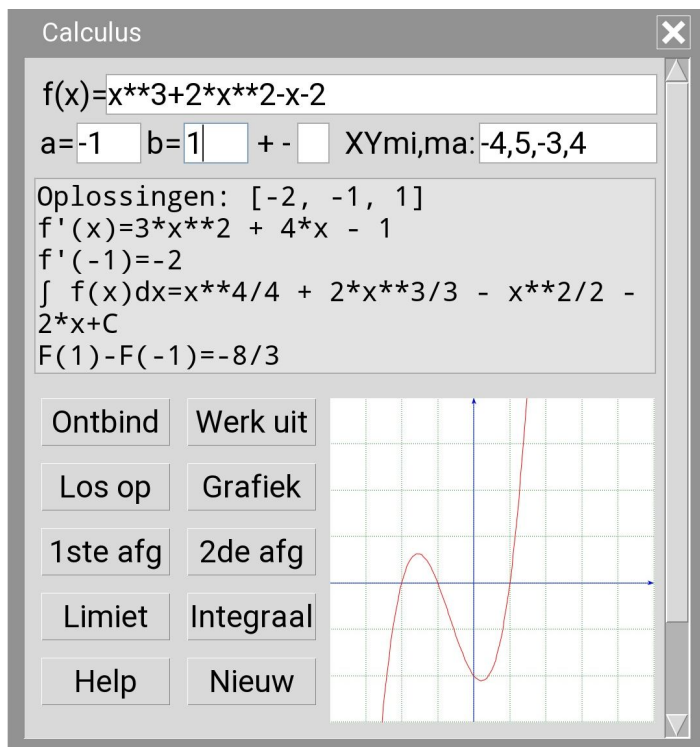 Calculus
f(x)=x**3+2*x**2-x-2
a=-1 b=1 + - XYmi,ma: -4,5,-3,4
Oplossingen: [-2, -1, 1]
f'(x)=3*x**2 + 4*x - 1
f'(-1)=-2
∫ f(x)dx=x**4/4 + 2*x**3/3 - x**2/2 -
2*x+C
F(1)-F(-1)=-8/3
Ontbind Werk uit
Los op Grafiek
1ste afg 2de afg
Limiet Integraal
Help Nieuw